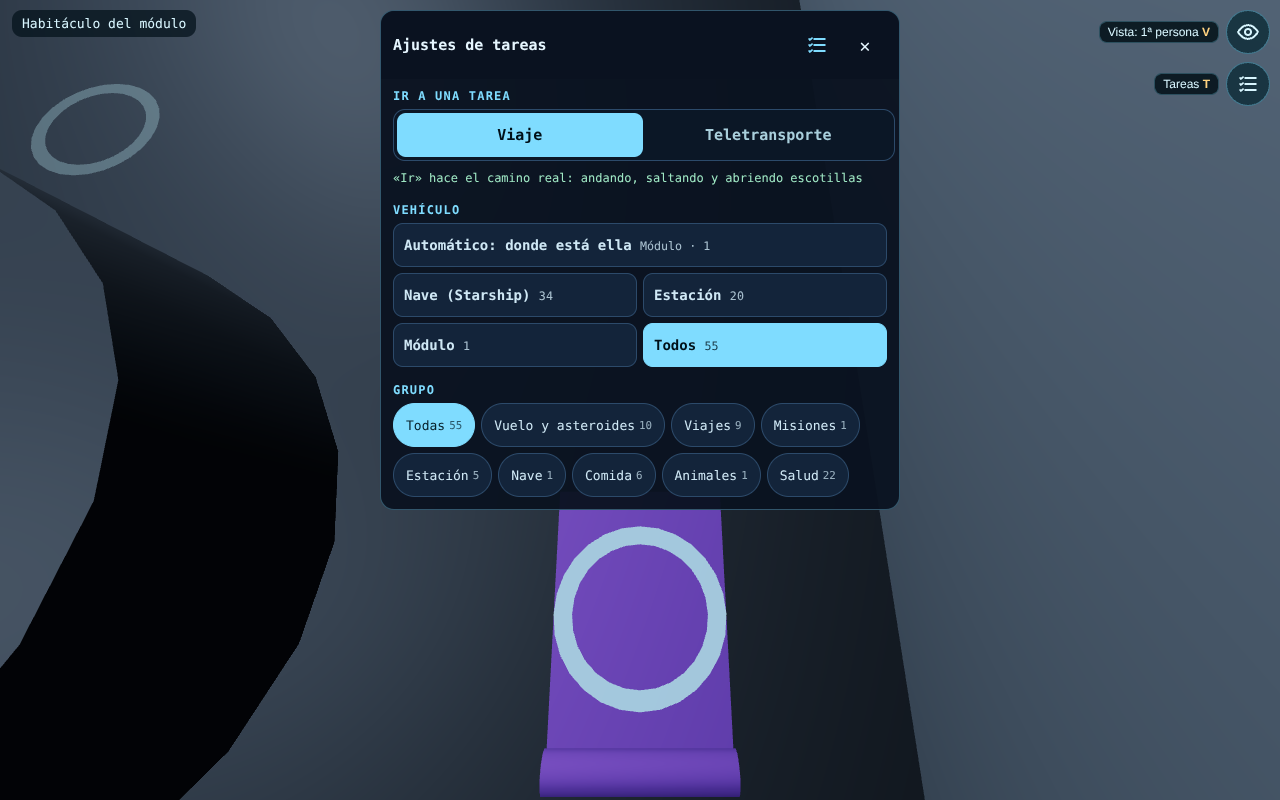 Habitáculo del módulo
Ajustes de tareas
✕
Vista: 1ª persona V
Tareas T
IR A UNA TAREA
Viaje Teletransporte
«Ir» hace el camino real: andando, saltando y abriendo escotillas
VEHÍCULO
Automático: donde está ella Módulo · 1
Nave (Starship) 34 Estación 20
Módulo 1 Todos 55
GRUPO
Todas 55 Vuelo y asteroides 10 Viajes 9 Misiones 1
Estación 5 Nave 1 Comida 6 Animales 1 Salud 22